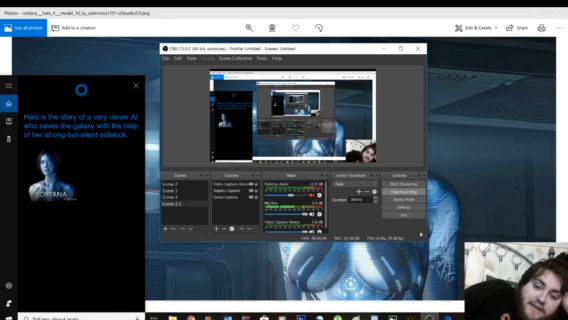 Photos - cortana__halo_4__model_10_by_
See all photos
Add to a creation
Edit & Create
Share
OBS 23.0.2 (64-bit, windows) - Profile: Untitled - Scenes: Untitled
File Edit View Profile Scene Collection Tools Help
Halo is the story of a very clever AI
who saves the galaxy with the help
of her strong-but-silent sidekick.
CORTANA
Scenes
Sources
Mixer
Scene Transitions
Controls
Scene 2
Scene 3
Scene 4
Scene 2 2
Video Capture Device
Display Capture
Game Capture
Desktop Audio
Mic/Aux
Video Capture Device
Fade
Duration 300ms
Start Streaming
Stop Recording
Studio Mode
Settings
Exit
LIVE: 00:00:00
Tell me about Halo